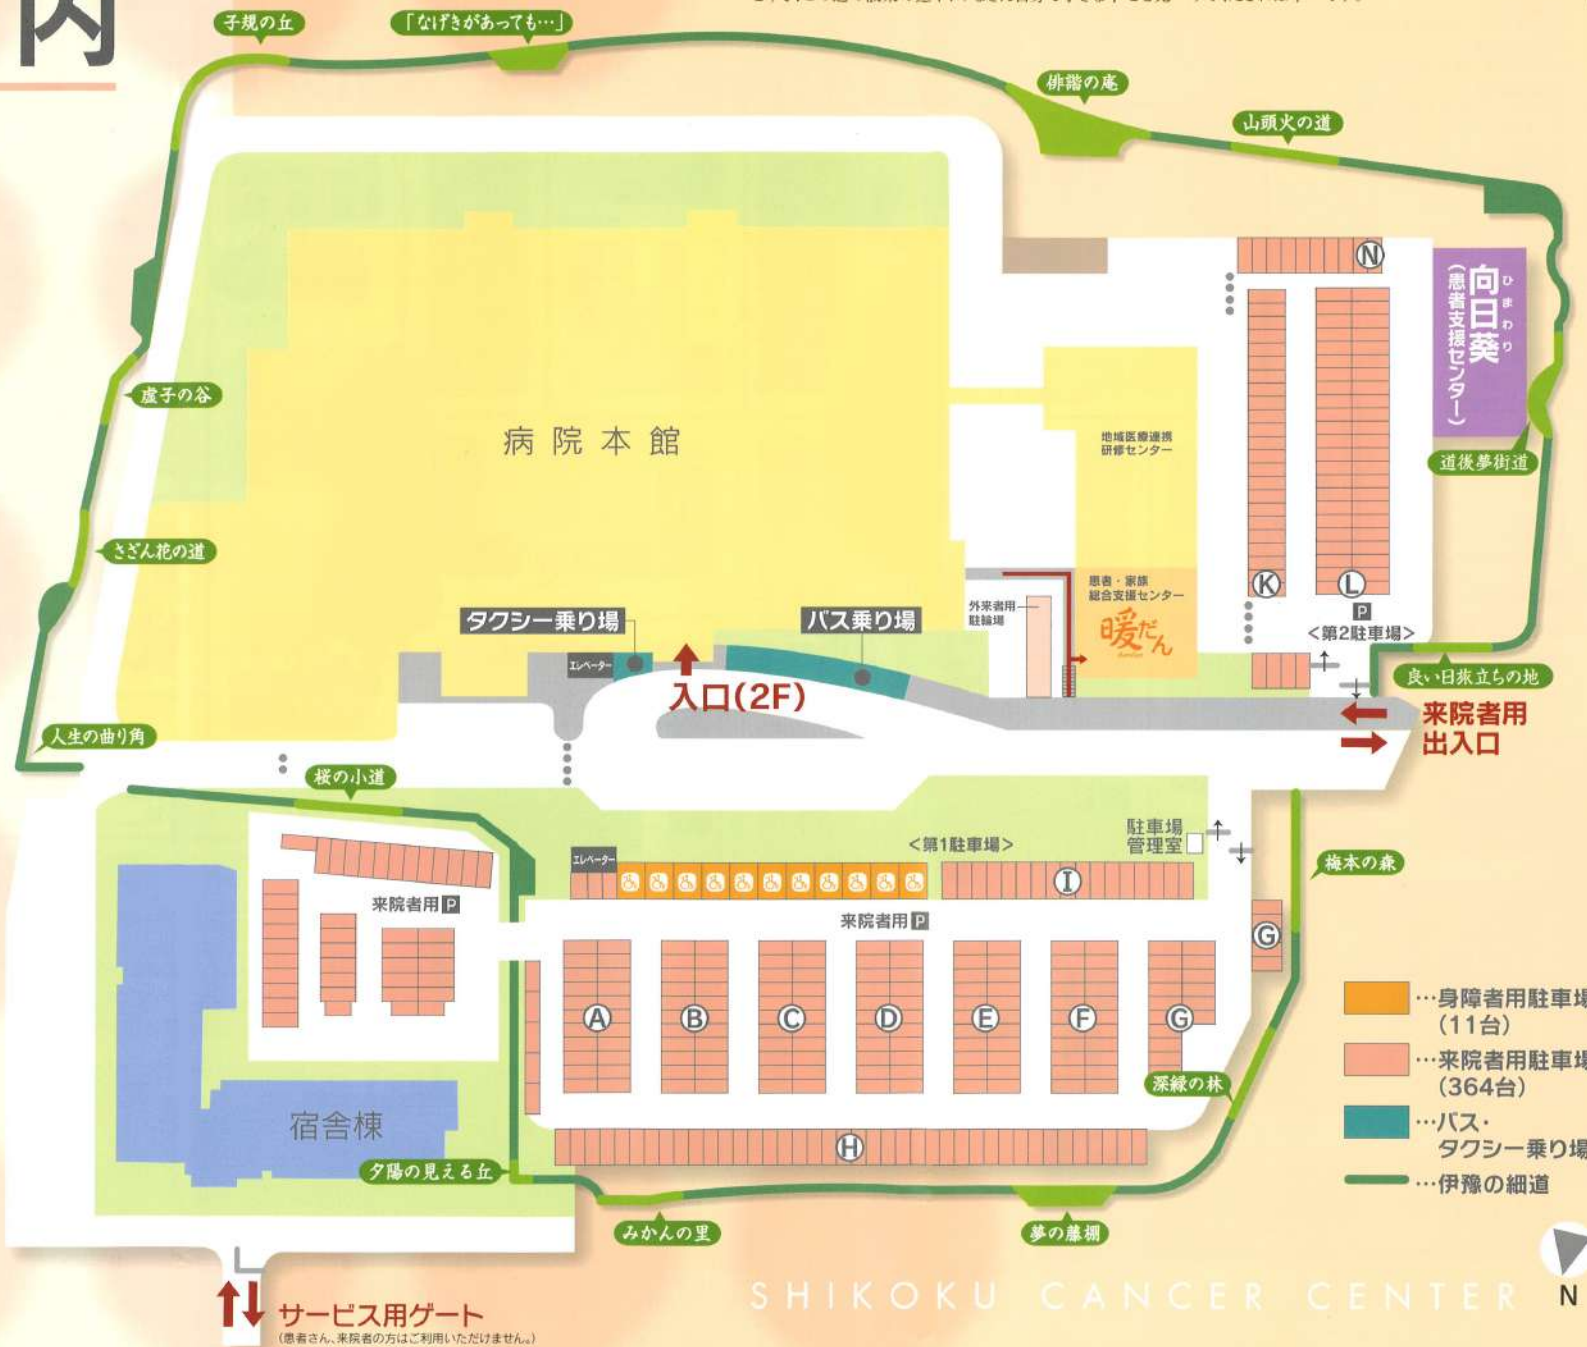 内
子規の丘
「なげきがあっても…」
俳諧の庵
山頭火の道
N
向日葵
ひまわり
(患者支援センター)
虚子の谷
病院本館
地域医療連携
研修センター
道後夢街道
さざん花の道
患者・家族
総合支援センター
暖だん
外来者用
駐輪場
K
L
P
<第2駐車場>
タクシー乗り場
バス乗り場
エレベーター
入口(2F)
良い日旅立ちの地
来院者用
出入口
人生の曲り角
桜の小道
駐車場
管理室
<第1駐車場>
エレベーター
I
梅本の森
来院者用P
来院者用P
G
A
B
C
D
E
F
G
…身障者用駐車場
(11台)
…来院者用駐車場
(364台)
…バス・
タクシー乗り場
…伊豫の細道
深緑の林
宿舎棟
H
夕陽の見える丘
みかんの里
夢の藤棚
SHIKOKU CANCER CENTER
N
サービス用ゲート
(患者さん、来院者の方はご利用いただけません。)